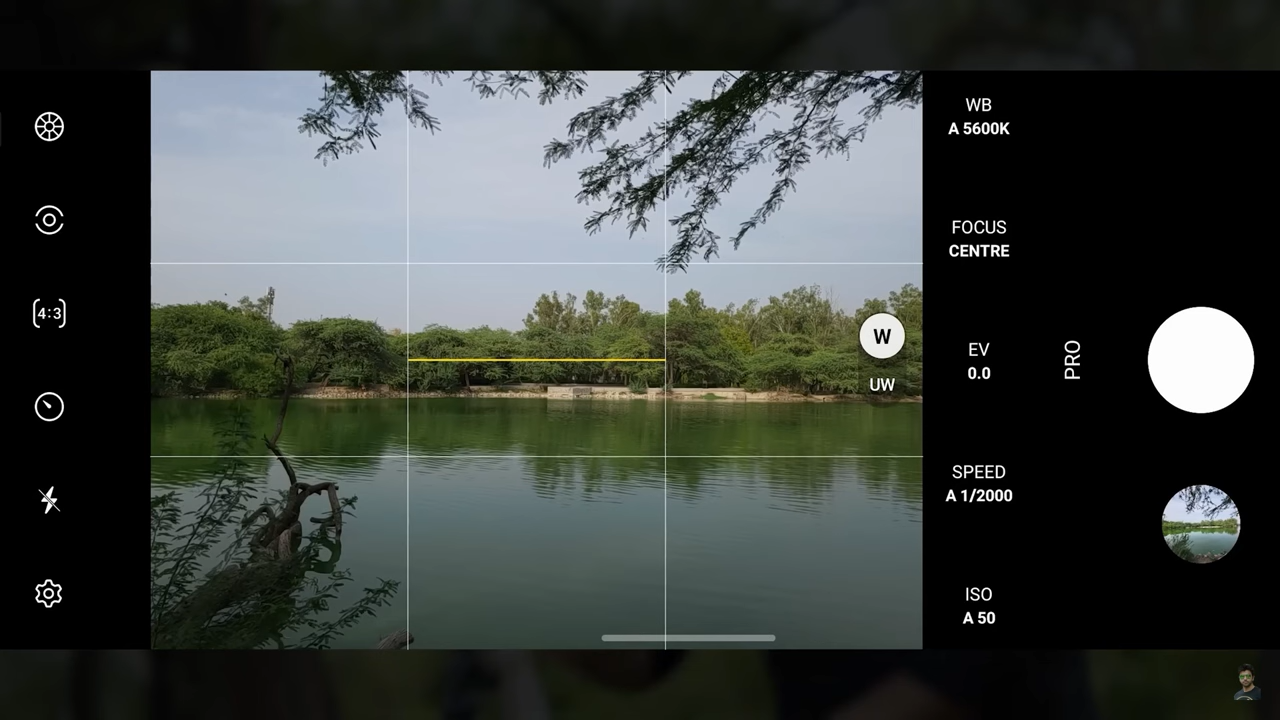 4:3
W
UW
WB
A 5600K
FOCUS
CENTRE
EV
0.0
SPEED
A 1/2000
ISO
A 50
PRO